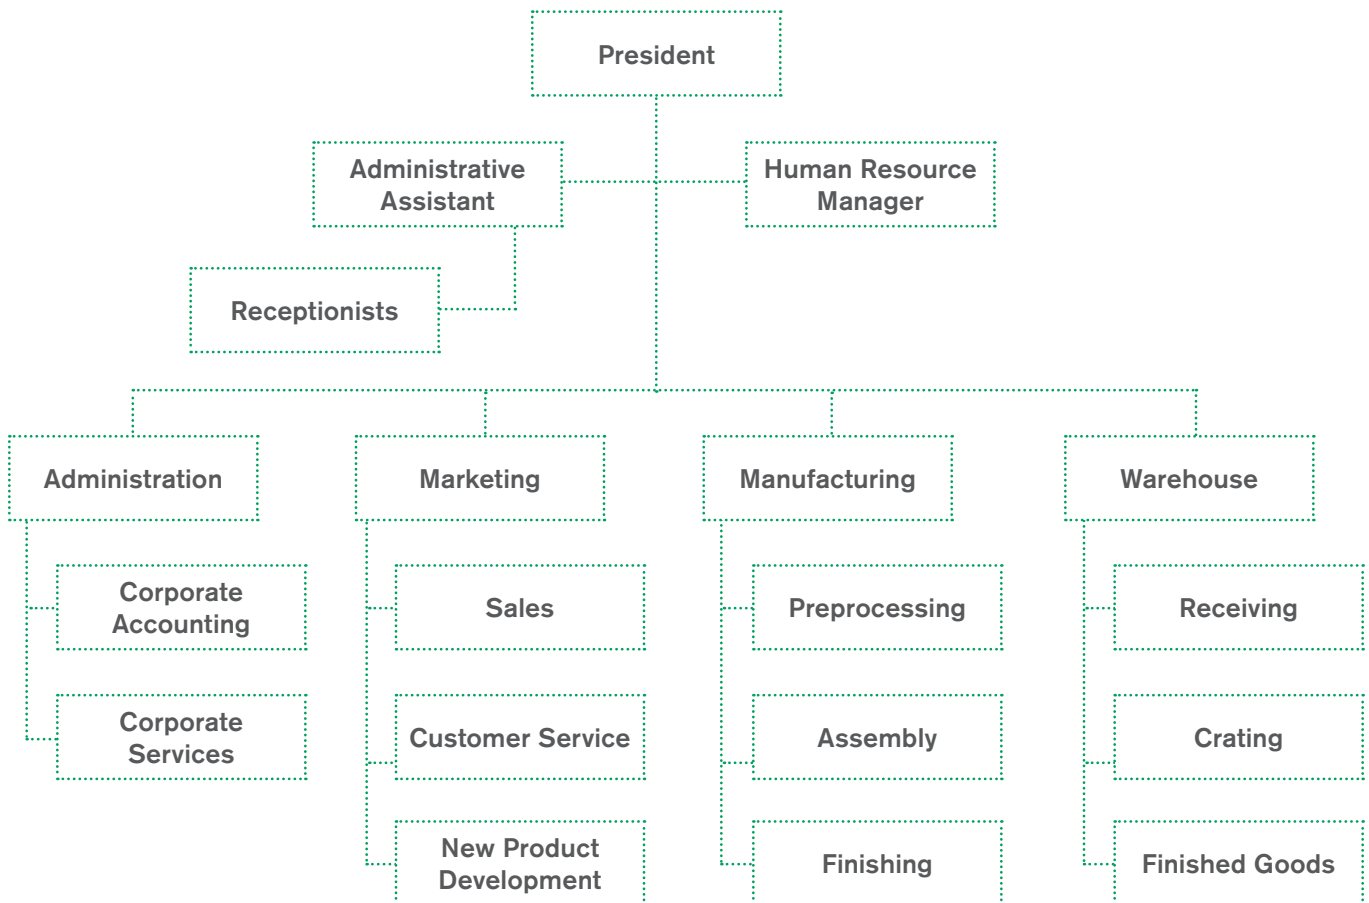 President
Administrative
Assistant
Human Resource
Manager
Receptionists
Administration
Marketing
Manufacturing
Warehouse
Corporate
Accounting
Sales
Preprocessing
Receiving
Corporate
Services
Customer Service
Assembly
Crating
New Product
Development
Finishing
Finished Goods